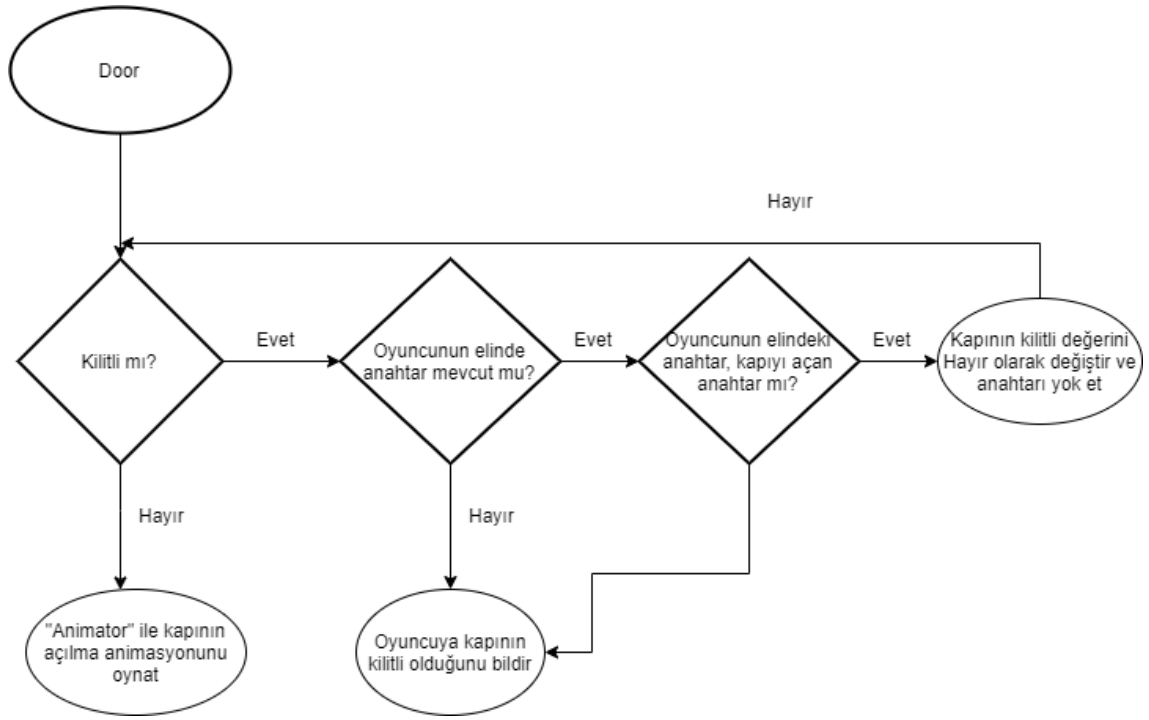 Door
Hayır
Kilitli mı?
Evet
Oyuncunun elinde
anahtar mevcut mu?
Evet
Oyuncunun elindeki
anahtar, kapıyı açan
anahtar mı?
Evet
Kapının kilitli değerini
Hayır olarak değiştir ve
anahtarı yok et
Hayır
Hayır
"Animator" ile kapının
açılma animasyonunu
oynat
Oyuncuya kapının
kilitli olduğunu bildir